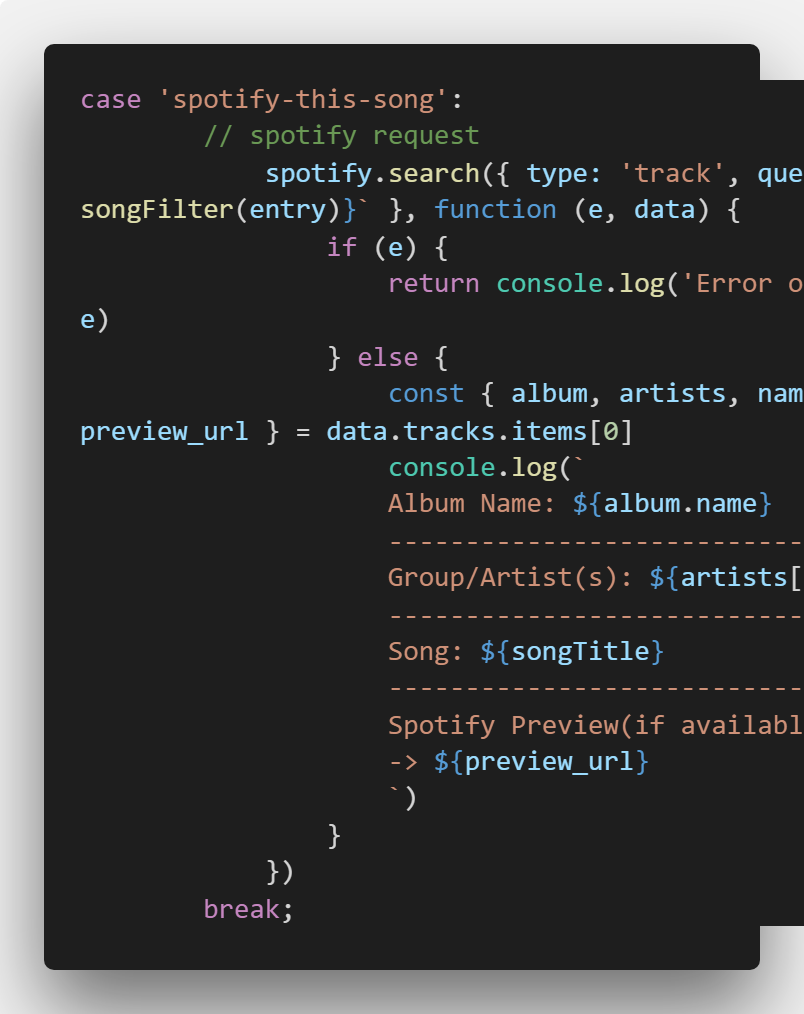 case 'spotify-this-song':
// spotify request
spotify.search({ type: 'track', que
songFilter(entry)}` }, function (e, data) {
if (e) {
return console.log('Error o
e)
} else {
const { album, artists, nam
preview_url } = data.tracks.items[0]
console.log(`
Album Name: ${album.name}
---------------------------
Group/Artist(s): ${artists[
---------------------------
Song: ${songTitle}
---------------------------
Spotify Preview(if availabl
-> ${preview_url}
`)
}
})
break;